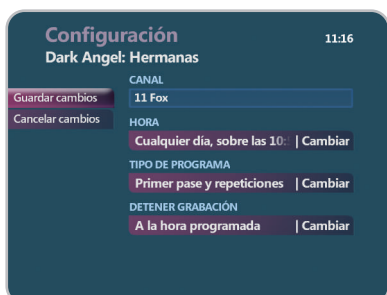 Configuración
11:16
Dark Angel: Hermanas
CANAL
Guardar cambios
11 Fox
Cancelar cambios
HORA
Cualquier día, sobre las 10: | Cambiar
TIPO DE PROGRAMA
Primer pase y repeticiones | Cambiar
DETENER GRABACIÓN
A la hora programada | Cambiar